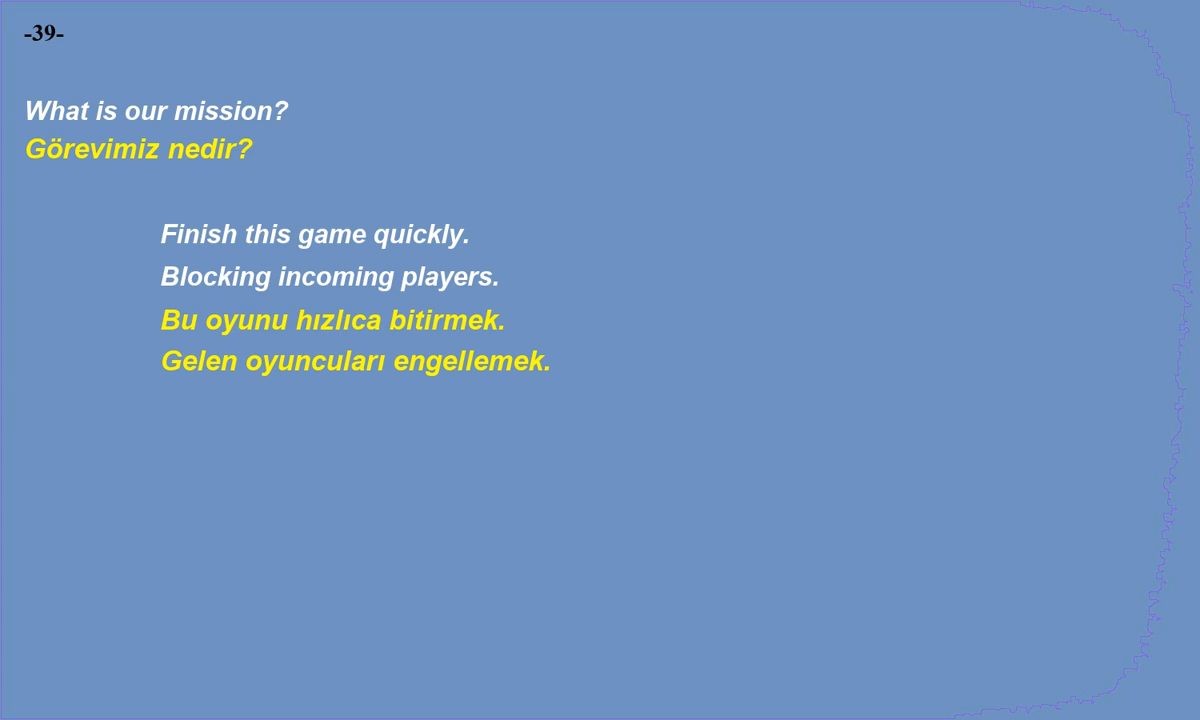 -39-
What is our mission?
Görevimiz nedir?
Finish this game quickly.
Blocking incoming players.
Bu oyunu hızlıca bitirmek.
Gelen oyuncuları engellemek.